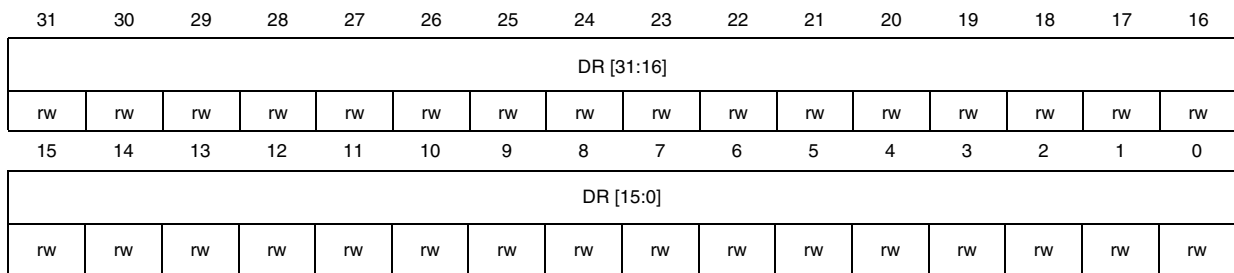 31 30 29 28 27 26 25 24 23 22 21 20 19 18 17 16
DR [31:16]
rw rw rw rw rw rw rw rw rw rw rw rw rw rw rw rw
15 14 13 12 11 10 9 8 7 6 5 4 3 2 1 0
DR [15:0]
rw rw rw rw rw rw rw rw rw rw rw rw rw rw rw rw